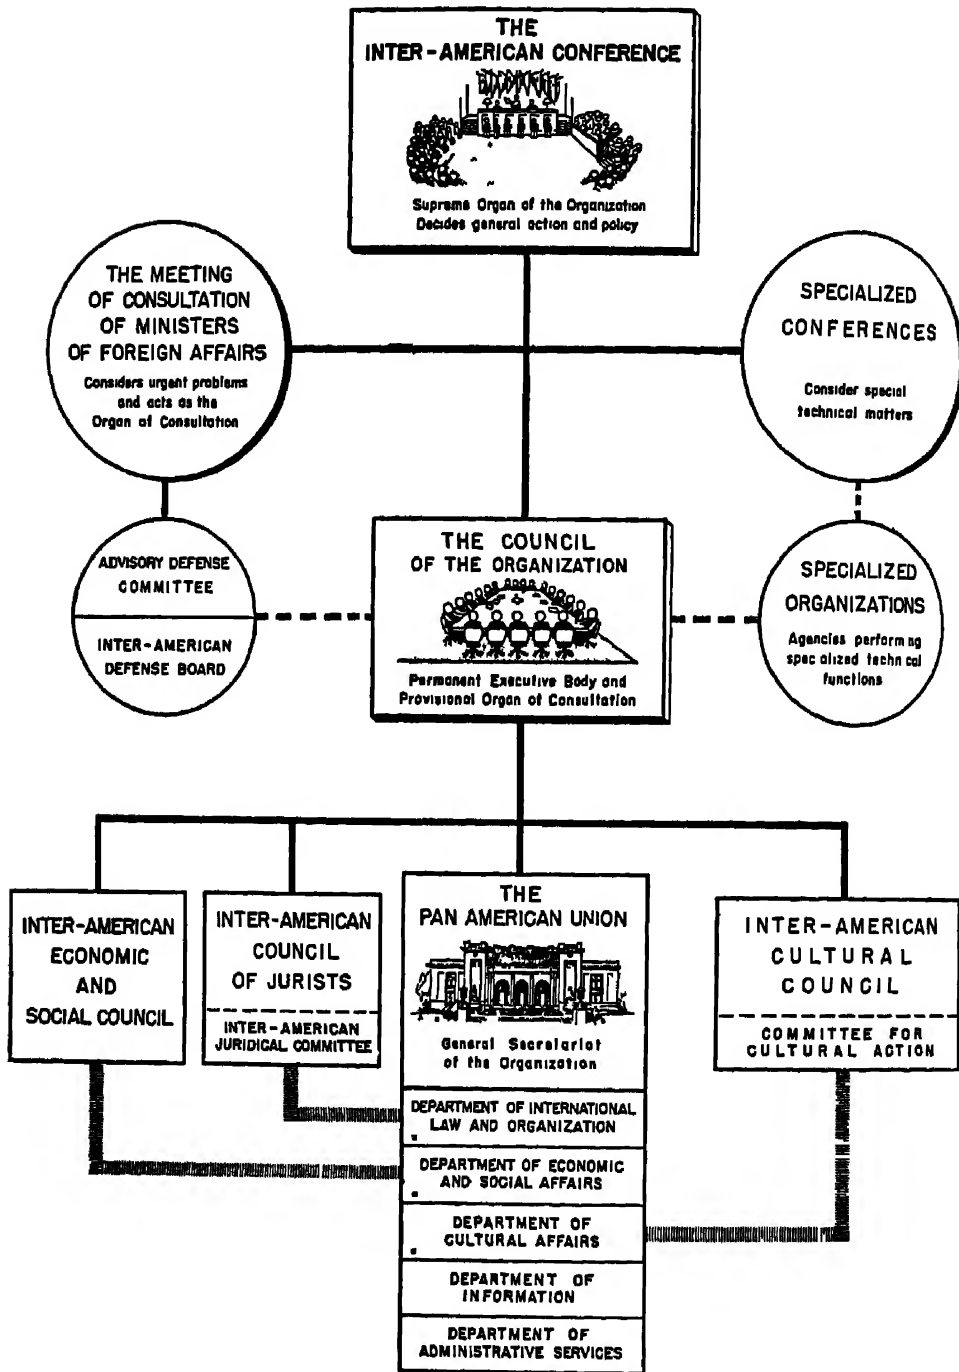 THE
INTER-AMERICAN CONFERENCE
Supreme Organ of the Organization
Decides general action and policy
THE MEETING
OF CONSULTATION
OF MINISTERS
OF FOREIGN AFFAIRS
Considers urgent problems
and acts as the
Organ of Consultation
SPECIALIZED
CONFERENCES
Consider special
technical matters
ADVISORY DEFENSE
COMMITTEE
INTER-AMERICAN
DEFENSE BOARD
THE COUNCIL
OF THE ORGANIZATION
Permanent Executive Body and
Provisional Organ of Consultation
SPECIALIZED
ORGANIZATIONS
Agencies performing
specialized technical
functions
INTER-AMERICAN
ECONOMIC
AND
SOCIAL COUNCIL
INTER-AMERICAN
COUNCIL
OF JURISTS
INTER-AMERICAN
JURIDICAL COMMITTEE
THE
PAN AMERICAN UNION
General Secretariat
of the Organization
DEPARTMENT OF INTERNATIONAL
LAW AND ORGANIZATION
DEPARTMENT OF ECONOMIC
AND SOCIAL AFFAIRS
DEPARTMENT OF
CULTURAL AFFAIRS
DEPARTMENT OF
INFORMATION
DEPARTMENT OF
ADMINISTRATIVE SERVICES
INTER-AMERICAN
CULTURAL
COUNCIL
COMMITTEE FOR
CULTURAL ACTION